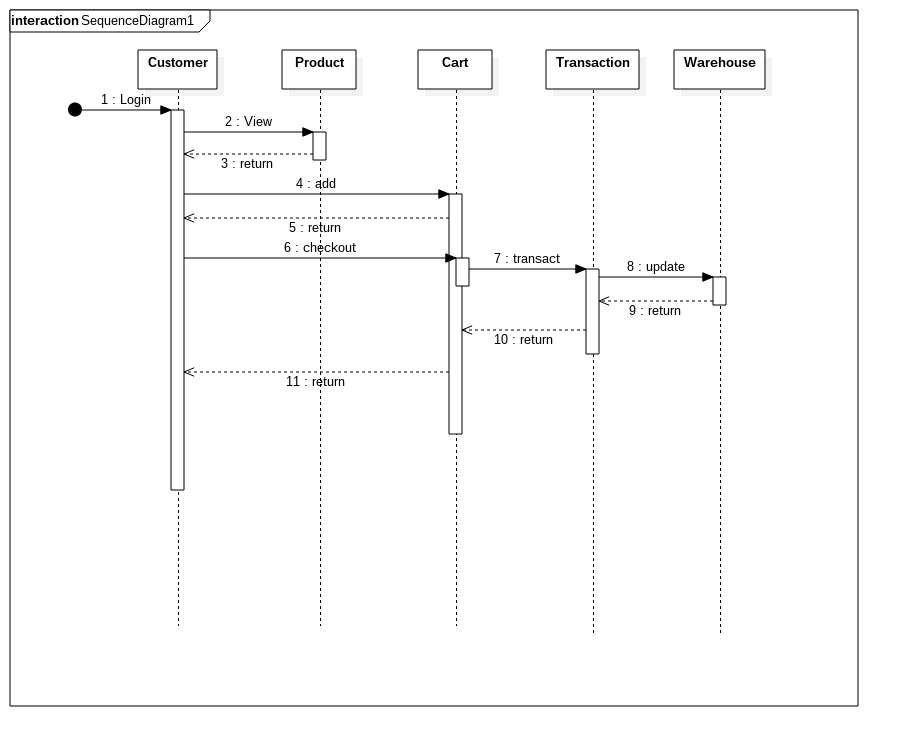 interaction SequenceDiagram1
Customer
Product
Cart
Transaction
Warehouse
1 : Login
2 : View
3 : return
4 : add
5 : return
6 : checkout
7 : transact
8 : update
9 : return
10 : return
11 : return